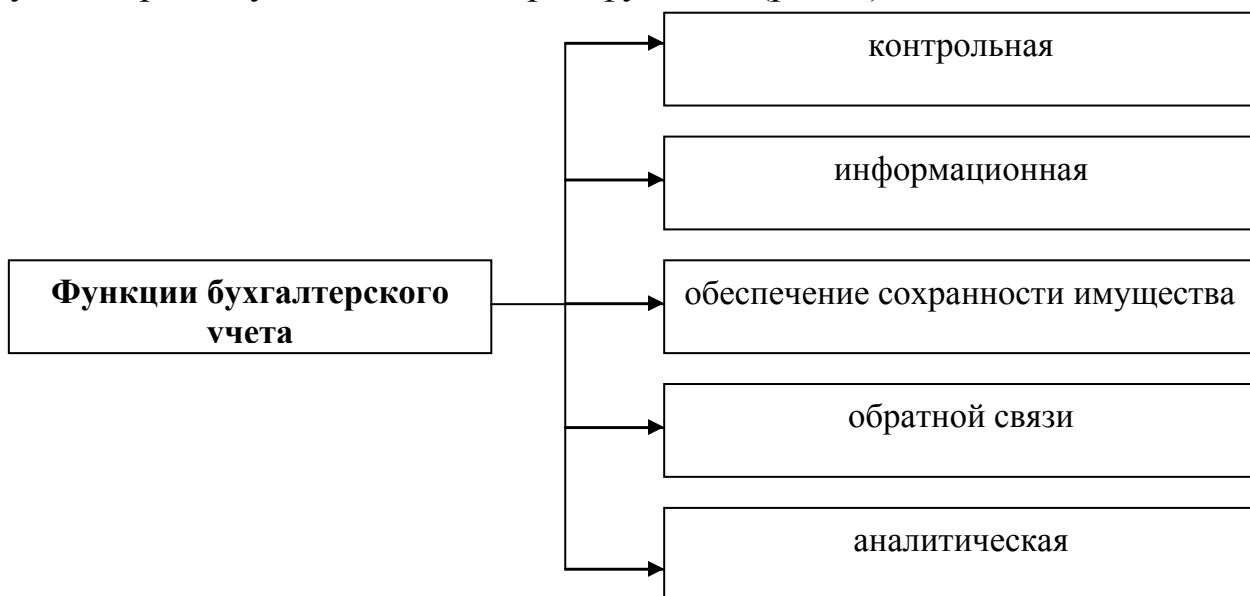 контрольная
информационная
Функции бухгалтерского
учета
обеспечение сохранности имущества
обратной связи
аналитическая